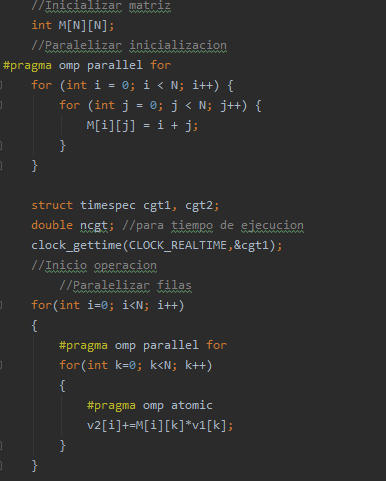 //Inicializar matriz
int M[N][N];
//Paralelizar inicializacion
#pragma omp parallel for
for (int i = 0; i < N; i++) {
for (int j = 0; j < N; j++) {
M[i][j] = i + j;
}
}
struct timespec cgt1, cgt2;
double ncgt; //para tiempo de ejecucion
clock_gettime(CLOCK_REALTIME,&cgt1);
//Inicio operacion
//Paralelizar filas
for(int i=0; i<N; i++)
{
#pragma omp parallel for
for(int k=0; k<N; k++)
{
#pragma omp atomic
v2[i]+=M[i][k]*v1[k];
}
}